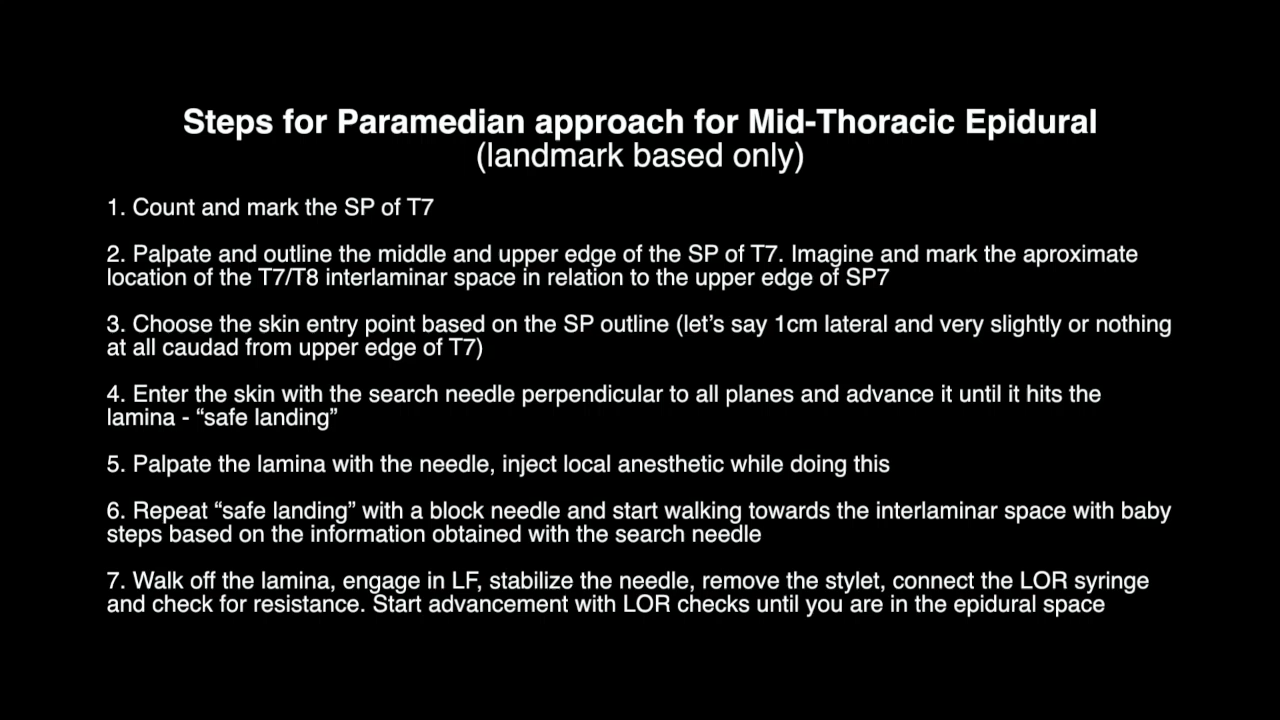 Steps for Paramedian approach for Mid-Thoracic Epidural
(landmark based only)
1. Count and mark the SP of T7
2. Palpate and outline the middle and upper edge of the SP of T7. Imagine and mark the aproximate
location of the T7/T8 interlaminar space in relation to the upper edge of SP7
3. Choose the skin entry point based on the SP outline (let’s say 1cm lateral and very slightly or nothing
at all caudad from upper edge of T7)
4. Enter the skin with the search needle perpendicular to all planes and advance it until it hits the
lamina - “safe landing”
5. Palpate the lamina with the needle, inject local anesthetic while doing this
6. Repeat “safe landing” with a block needle and start walking towards the interlaminar space with baby
steps based on the information obtained with the search needle
7. Walk off the lamina, engage in LF, stabilize the needle, remove the stylet, connect the LOR syringe
and check for resistance. Start advancement with LOR checks until you are in the epidural space